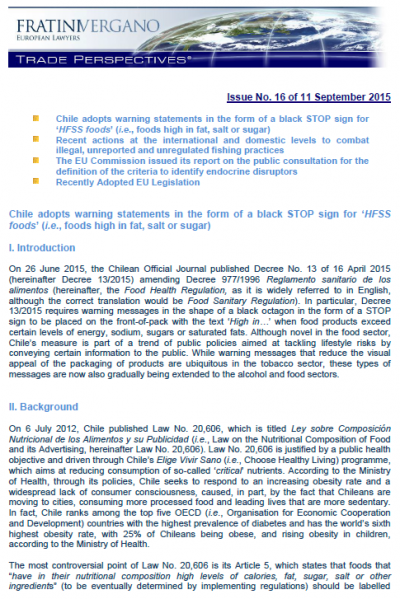 FRATINIVERGANO
EUROPEAN LAWYERS
TRADE PERSPECTIVES®
Issue No. 16 of 11 September 2015
Chile adopts warning statements in the form of a black STOP sign for
‘HFSS foods’ (i.e., foods high in fat, salt or sugar)
Recent actions at the international and domestic levels to combat
illegal, unreported and unregulated fishing practices
The EU Commission issued its report on the public consultation for the
definition of the criteria to identify endocrine disruptors
Recently Adopted EU Legislation
Chile adopts warning statements in the form of a black STOP sign for ‘HFSS
foods’ (i.e., foods high in fat, salt or sugar)
I. Introduction
On 26 June 2015, the Chilean Official Journal published Decree No. 13 of 16 April 2015
(hereinafter Decree 13/2015) amending Decree 977/1996 Reglamento sanitario de los
alimentos (hereinafter, the Food Health Regulation, as it is widely referred to in English,
although the correct translation would be Food Sanitary Regulation). In particular, Decree
13/2015 requires warning messages in the shape of a black octagon in the form of a STOP
sign to be placed on the front-of-pack with the text ‘High in…’ when food products exceed
certain levels of energy, sodium, sugars or saturated fats. Although novel in the food sector,
Chile’s measure is part of a trend of public policies aimed at tackling lifestyle risks by
conveying certain information to the public. While warning messages that reduce the visual
appeal of the packaging of products are ubiquitous in the tobacco sector, these types of
messages are now also gradually being extended to the alcohol and food sectors.
II. Background
On 6 July 2012, Chile published Law No. 20,606, which is titled Ley sobre Composición
Nutricional de los Alimentos y su Publicidad (i.e., Law on the Nutritional Composition of Food
and its Advertising, hereinafter Law No. 20,606). Law No. 20,606 is justified by a public health
objective and driven through Chile’s Elige Vivir Sano (i.e., Choose Healthy Living) programme,
which aims at reducing consumption of so-called ‘critical’ nutrients. According to the Ministry
of Health, through its policies, Chile seeks to respond to an increasing obesity rate and a
widespread lack of consumer consciousness, caused, in part, by the fact that Chileans are
moving to cities, consuming more processed food and leading lives that are more sedentary.
In fact, Chile ranks among the top five OECD (i.e., Organisation for Economic Cooperation
and Development) countries with the highest prevalence of diabetes and has the world’s sixth
highest obesity rate, with 25% of Chileans being obese, and rising obesity in children,
according to the Ministry of Health.
The most controversial point of Law No. 20,606 is its Article 5, which states that foods that
“have in their nutritional composition high levels of calories, fat, sugar, salt or other
ingredients” (to be eventually determined by implementing regulations) should be labelled